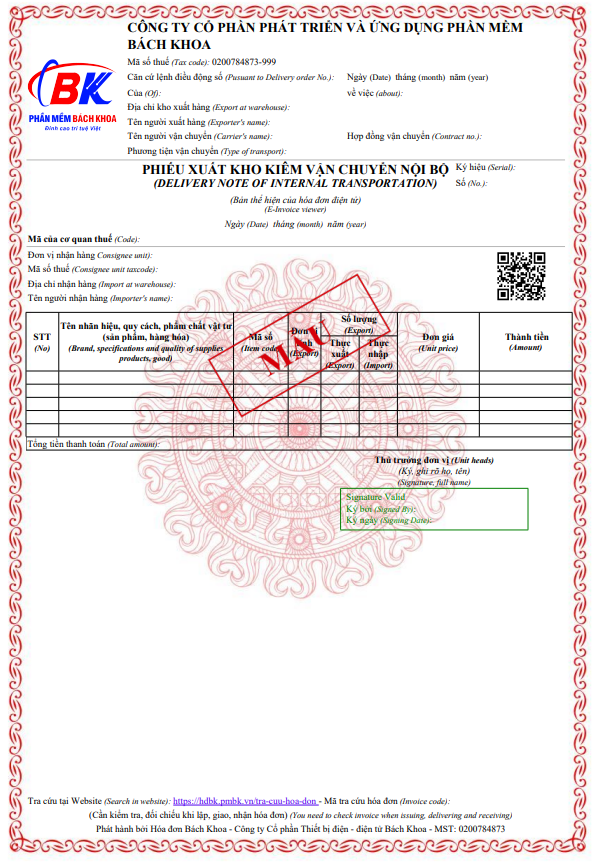 CÔNG TY CỔ PHẦN PHÁT TRIỂN VÀ ỨNG DỤNG PHẦN MỀM
BÁCH KHOA
Mã số thuế (Tax code): 0200784873-999
Căn cứ lệnh điều động số (Pusuant to Delivery order No.): Ngày (Date) tháng (month) năm (year)
Của (Of): về việc (about):
Địa chỉ kho xuất hàng (Export at warehouse):
Tên người xuất hàng (Exporter's name):
Tên người vận chuyển (Carrier's name): Hợp đồng vận chuyển (Contract no.):
Phương tiện vận chuyển (Type of transport):
BK
PHẦN MỀM BÁCH KHOA
Đỉnh cao trí tuệ Việt
PHIẾU XUẤT KHO KIÊM VẬN CHUYỂN NỘI BỘ Ký hiệu (Serial):
(DELIVERY NOTE OF INTERNAL TRANSPORTATION) Số (No.):
(Bản thể hiện của hóa đơn điện tử)
(E-Invoice viewer)
Ngày (Date) tháng (month) năm (year)
Mã của cơ quan thuế (Code):
Đơn vị nhận hàng (Consignee unit):
Mã số thuế (Consignee unit taxcode):
Địa chỉ nhận hàng (Import at warehouse):
Tên người nhận hàng (Importer's name):
STT
(No)
Tên nhãn hiệu, quy cách, phẩm chất vật tư
(sản phẩm, hàng hóa)
(Brand, specifications and quality of supplies
products, good)
Mã số
(Item code)
Đơn vị
tính
(Export)
Số lượng
(Export)
Thực
xuất
(Export)
Thực
nhập
(Import)
Đơn giá
(Unit price)
Thành tiền
(Amount)
MẪU
Tổng tiền thanh toán (Total amount):
Thủ trưởng đơn vị (Unit heads)
(Ký, ghi rõ họ, tên)
(Signature, full name)
Signature Valid
Ký bởi (Signed By):
Ký ngày (Signing Date):
Tra cứu tại Website (Search in website): https://hdbk.pmbk.vn/tra-cuu-hoa-don - Mã tra cứu hóa đơn (Invoice code):
(Cần kiểm tra, đối chiếu khi lập, giao, nhận hóa đơn) (You need to check invoice when issuing, delivering and receiving)
Phát hành bởi Hóa đơn Bách Khoa - Công ty Cổ phần Thiết bị điện - điện tử Bách Khoa - MST: 0200784873